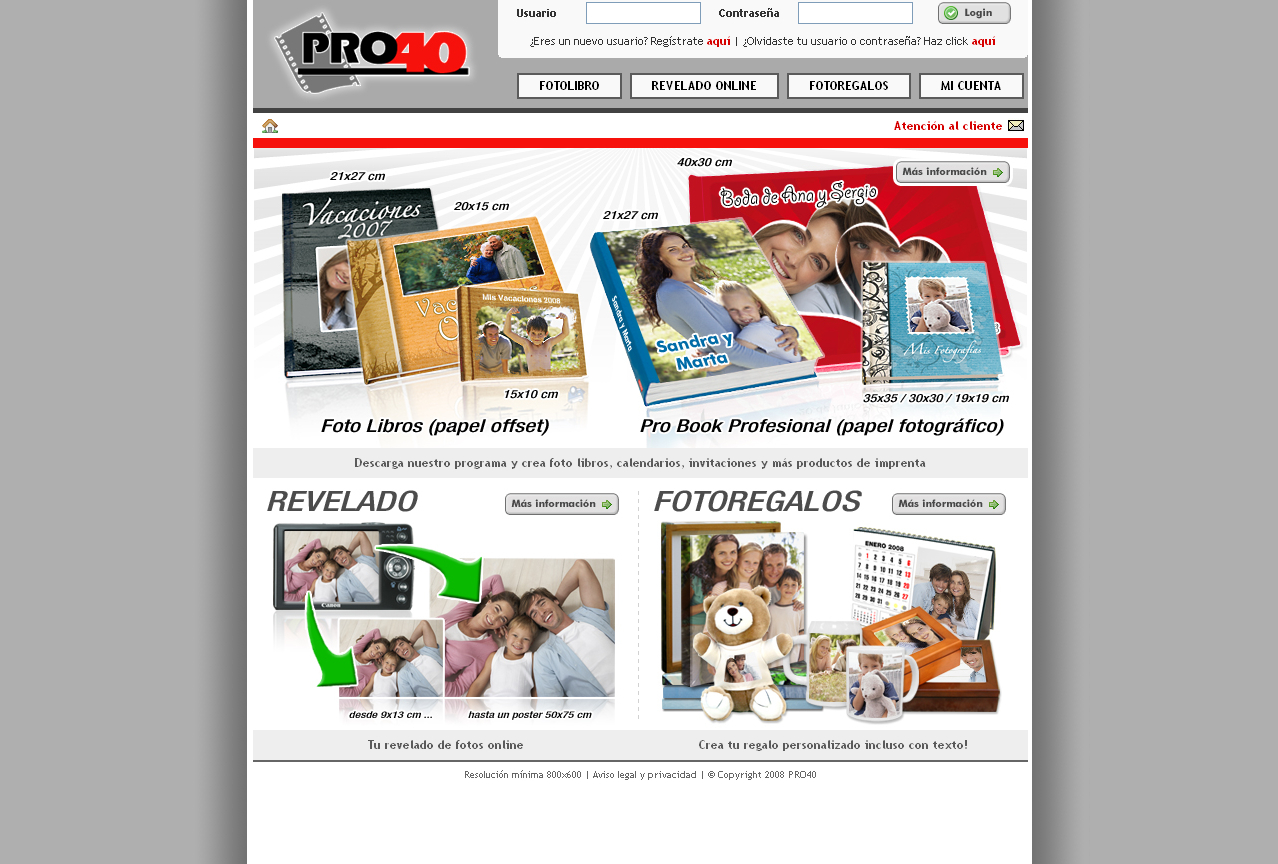 PRO40
Usuario
Contraseña
Login
¿Eres un nuevo usuario? Regístrate aquí | ¿Olvidaste tu usuario o contraseña? Haz click aquí
FOTOLIBRO
REVELADO ONLINE
FOTOREGALOS
MI CUENTA
Atención al cliente
40x30 cm
Más información
21x27 cm
20x15 cm
21x27 cm
Boda de Ana y Sergio
Vacaciones
2007
Mis Vacaciones 2008
Sandra y Marta
Sandra y
Marta
Mis Fotografías
15x10 cm
35x35 / 30x30 / 19x19 cm
Foto Libros (papel offset)
Pro Book Profesional (papel fotográfico)
Descarga nuestro programa y crea foto libros, calendarios, invitaciones y más productos de imprenta
REVELADO
Más información
FOTOREGALOS
Más información
ENERO 2008
Canon
desde 9x13 cm ...
hasta un poster 50x75 cm
Tu revelado de fotos online
Crea tu regalo personalizado incluso con texto!
Resolución mínima 800x600 | Aviso legal y privacidad | © Copyright 2008 PRO40